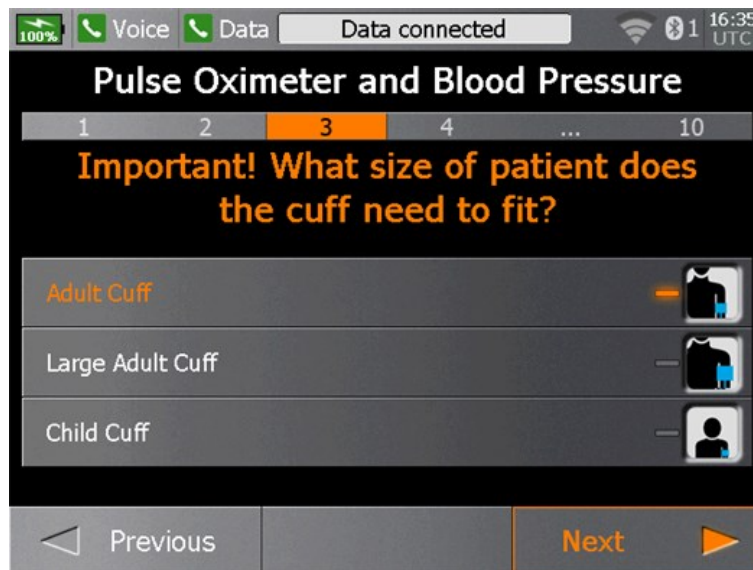 100% Voice Data Data connected 1 16:35
UTC
Pulse Oximeter and Blood Pressure
1 2 3 4 ... 10
Important! What size of patient does
the cuff need to fit?
Adult Cuff
Large Adult Cuff
Child Cuff
Previous Next